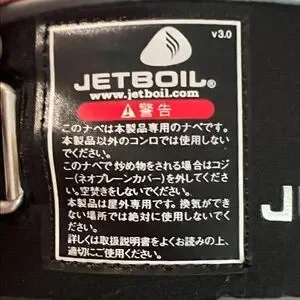 v3.0
JETBOIL®
www.jetboil.com
警告
このナベは本製品専用のナベです。
本製品以外のコンロでは使用しない
でください。
このナベで炒め物をされる場合はコジ
ー(ネオプレーンカバー)を外してくださ
い。空焚きをしないでください。
本製品は屋外専用です。換気ができ
ない場所では絶対に使用しないでく
ださい。
詳しくは取扱説明書をよくお読みの上、
適切にご使用ください。